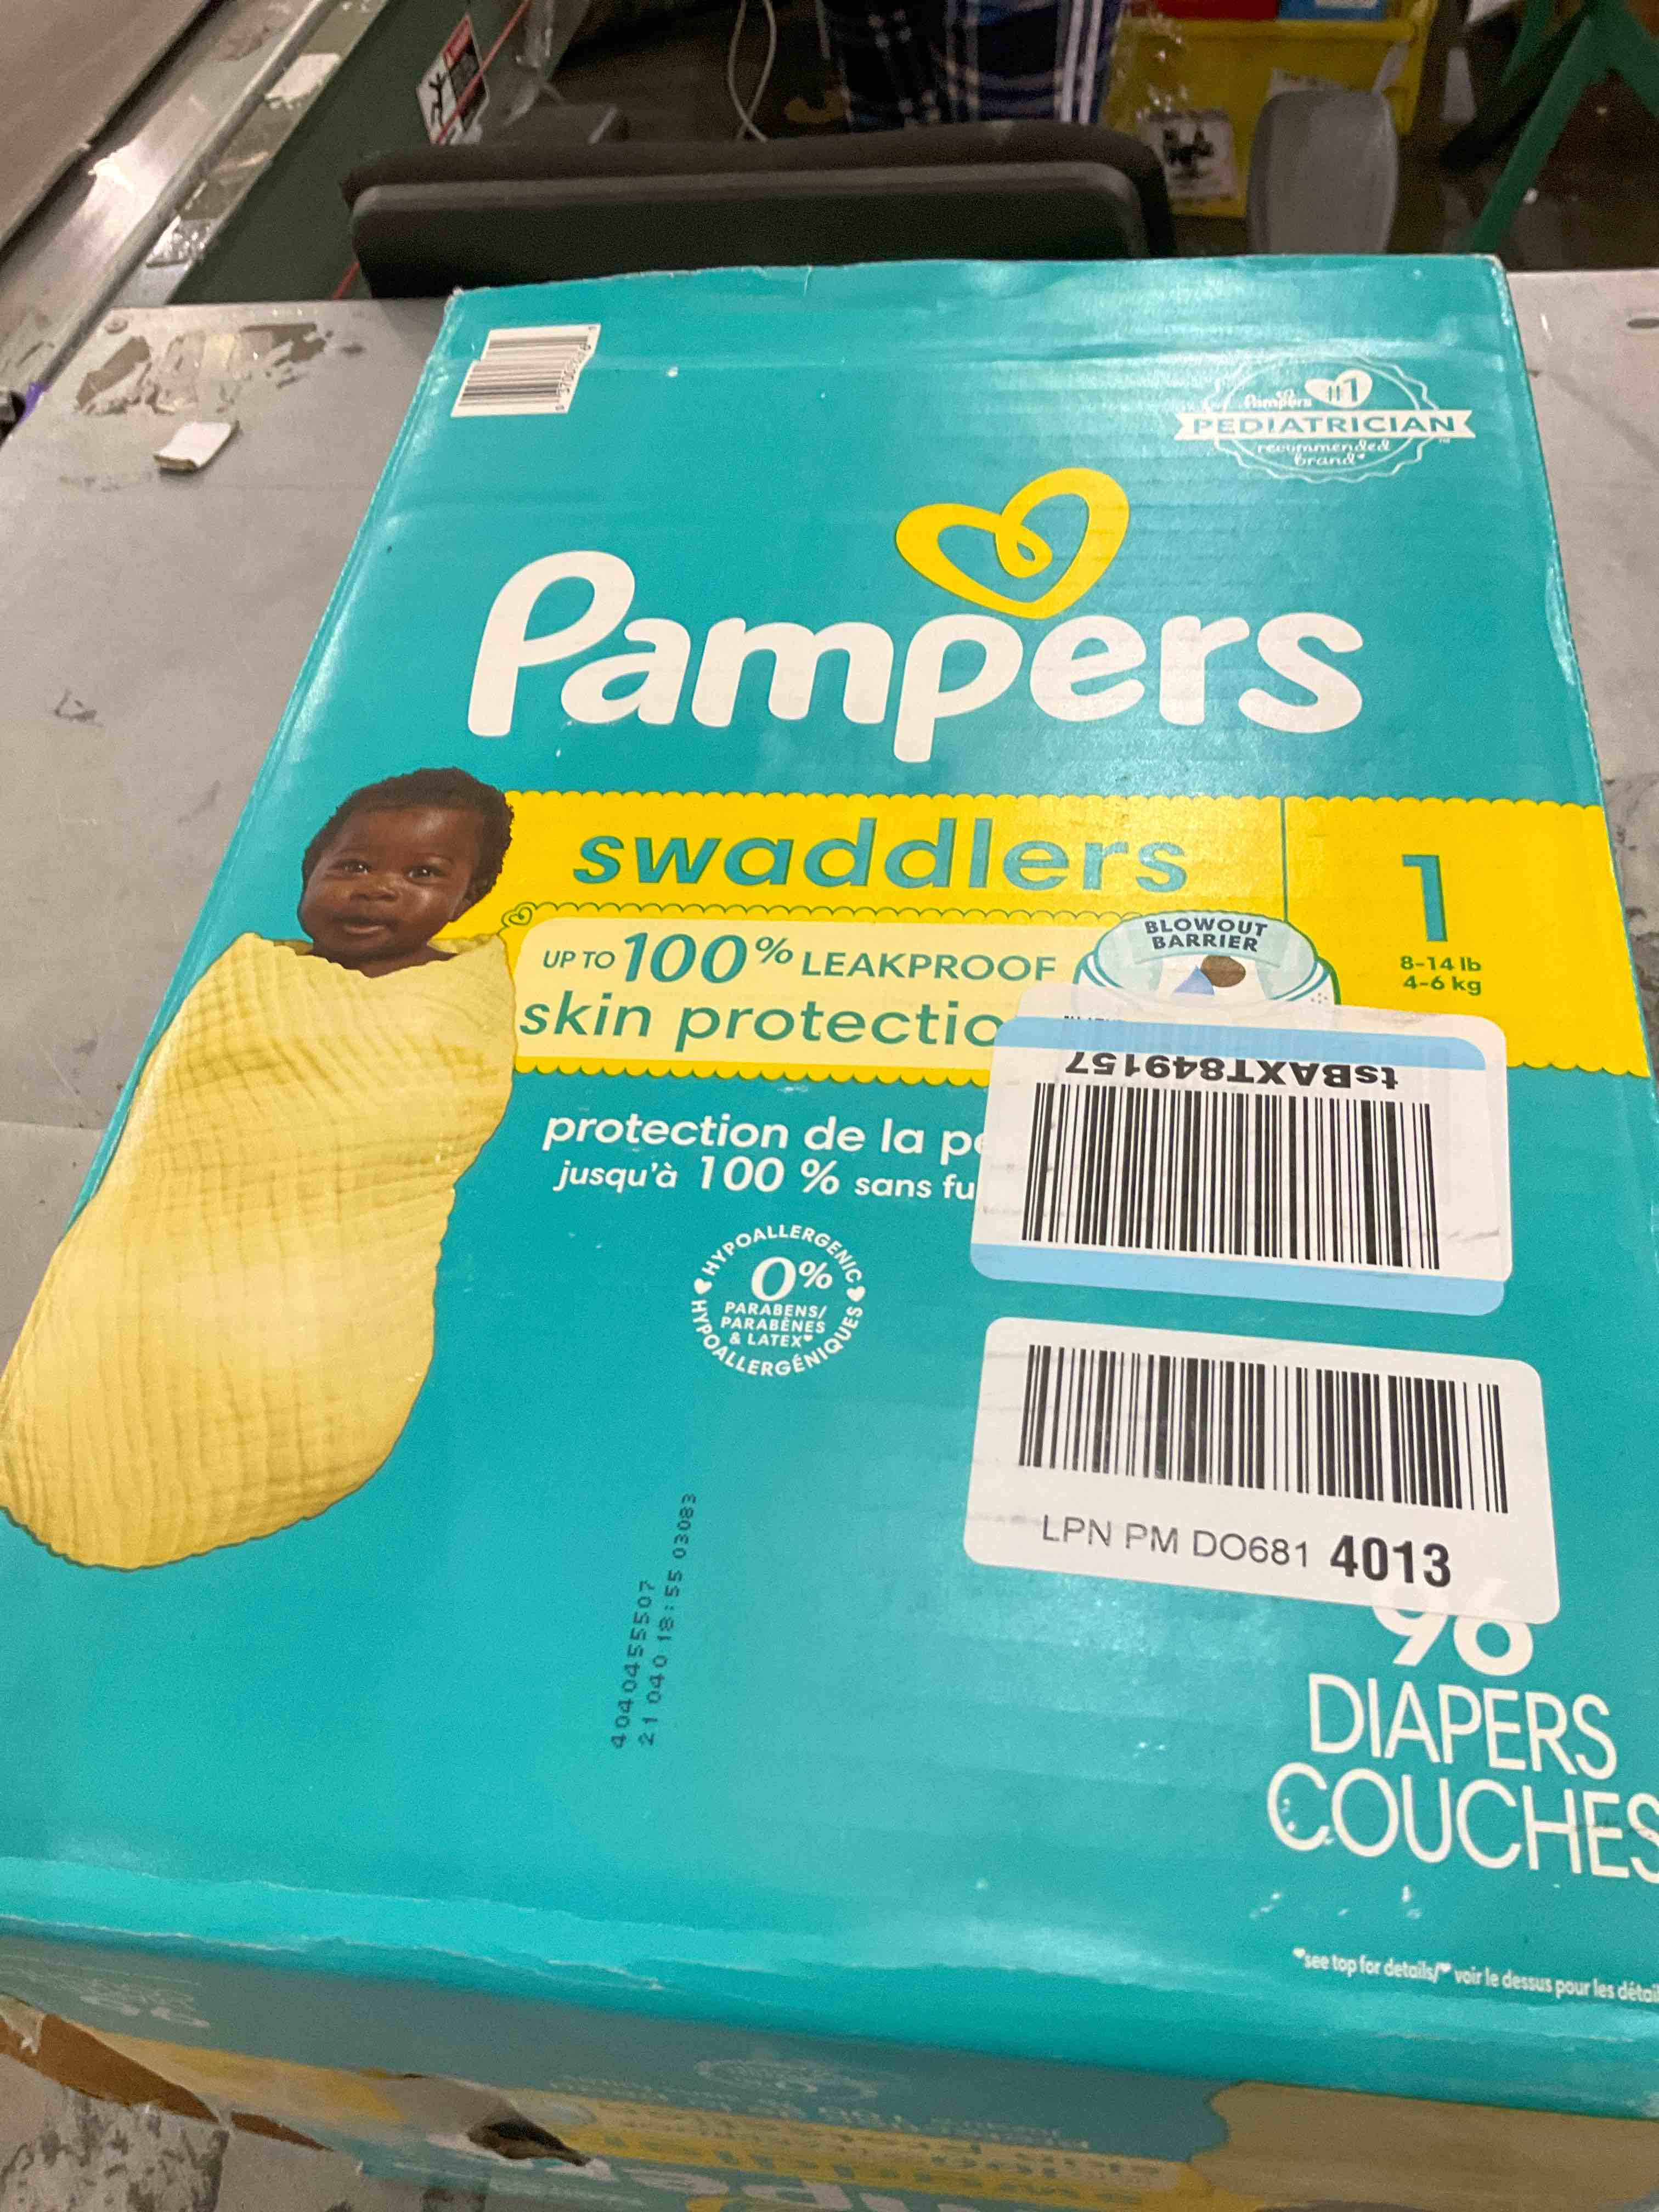 Pampers #1
PEDIATRICIAN
recommended
brand
Pampers
swaddlers
1
8-14 lb
4-6 kg
BLOWOUT
BARRIER
UP TO 100% LEAKPROOF
skin protectio
tsBAXT849157
protection de la pe
jusqu'à 100 % sans fu
HYPOALLERGENIC
0%
PARABENS/
PARABÈNES
& LATEX
HYPOALLERGÉNIQUES
LPN PM DO681 4013
4040455507
21 040 18:55 03083
96
DIAPERS
COUCHES
see top for details/ voir le dessus pour les détai